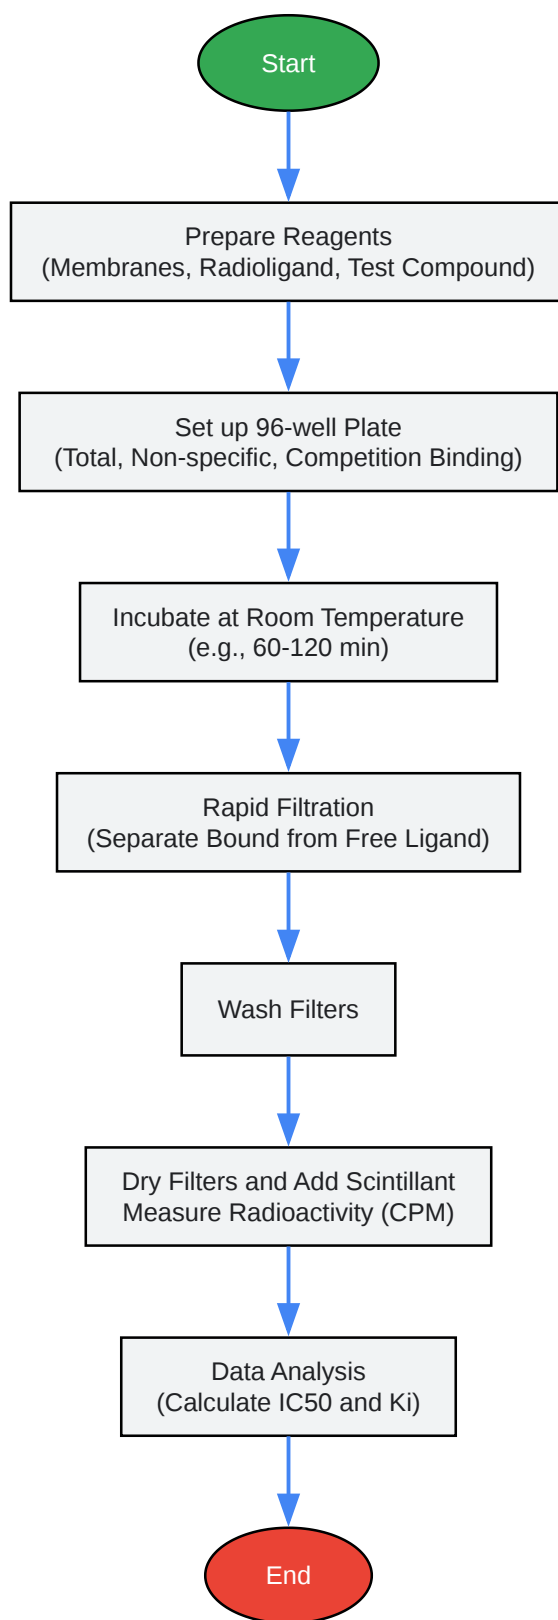 Start
Prepare Reagents
(Membranes, Radioligand, Test Compound)
Set up 96-well Plate
(Total, Non-specific, Competition Binding)
Incubate at Room Temperature
(e.g., 60-120 min)
Rapid Filtration
(Separate Bound from Free Ligand)
Wash Filters
Dry Filters and Add Scintillant
Measure Radioactivity (CPM)
Data Analysis
(Calculate IC50 and Ki)
End